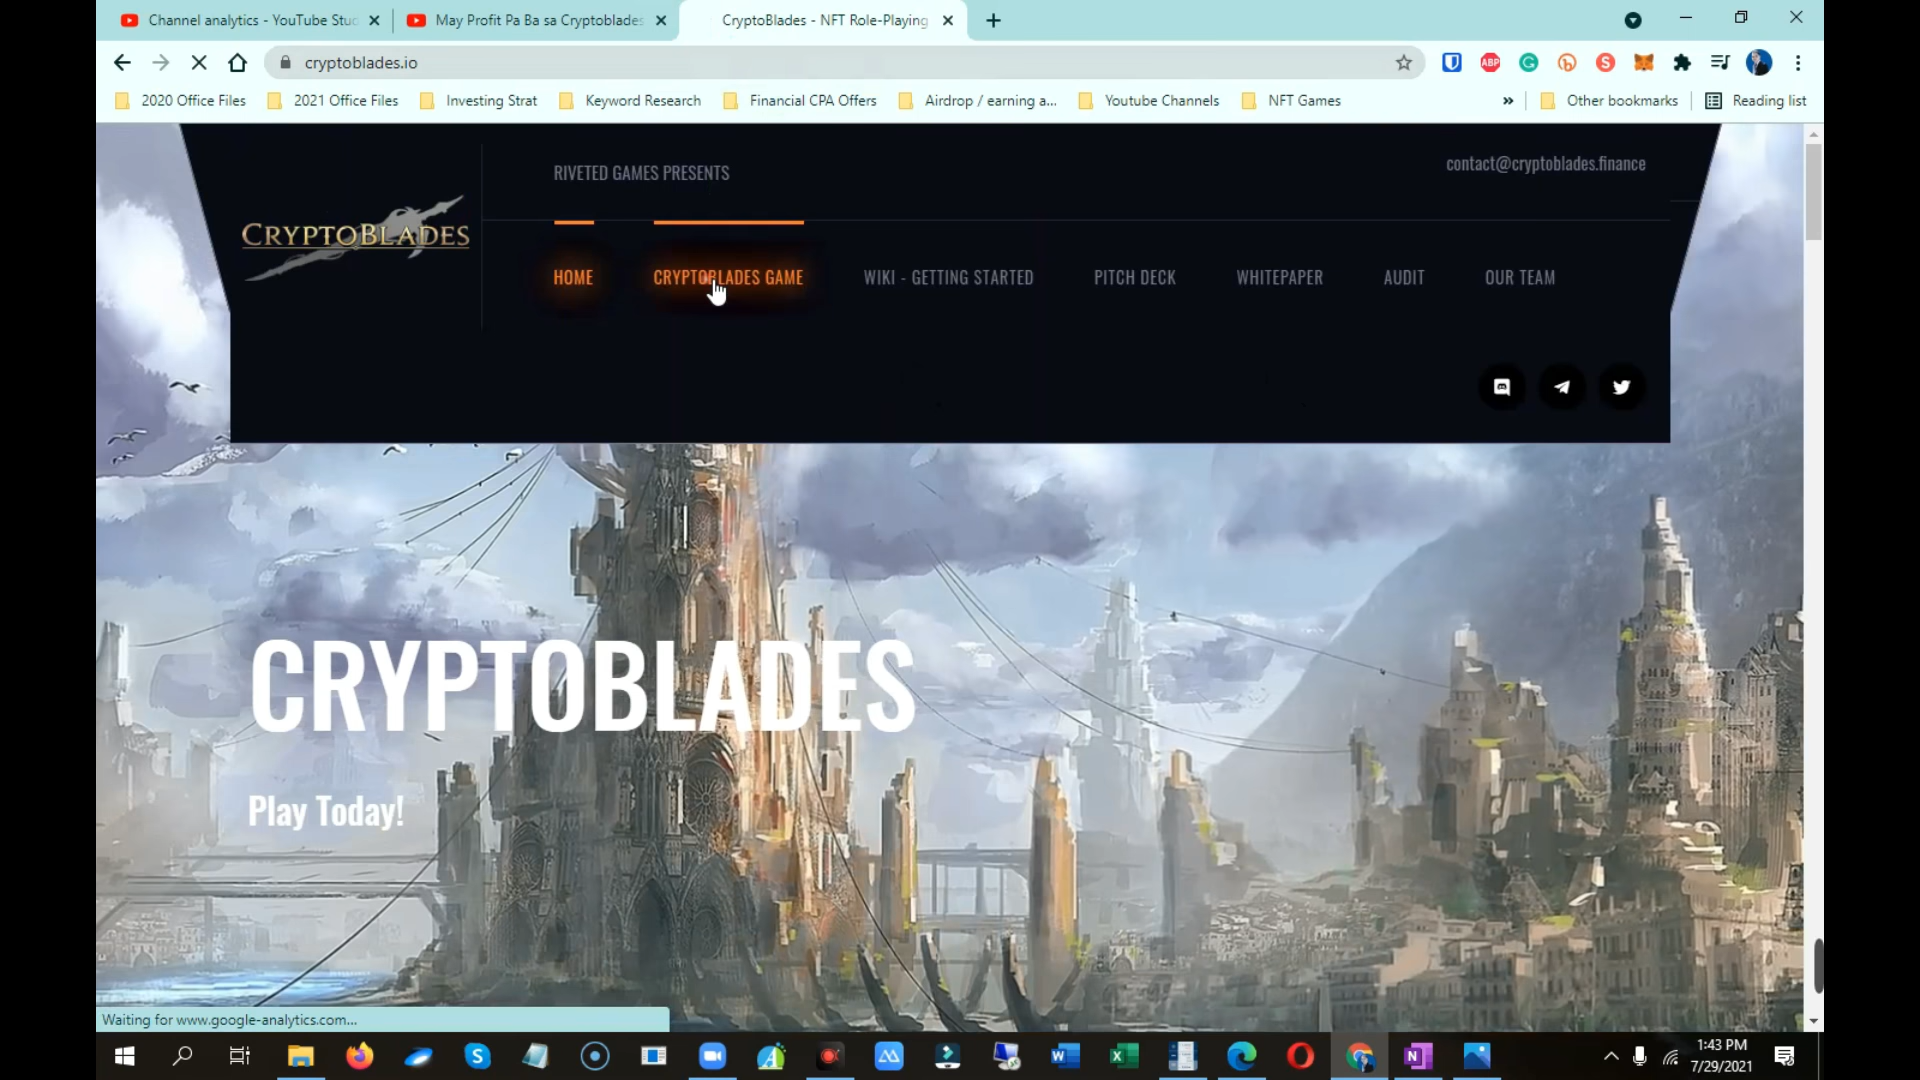 Channel analytics - YouTube Stud
May Profit Pa Ba sa Cryptoblades
CryptoBlades - NFT Role-Playing
cryptoblades.io
2020 Office Files
2021 Office Files
Investing Strat
Keyword Research
Financial CPA Offers
Airdrop / earning a...
Youtube Channels
NFT Games
Other bookmarks
Reading list
RIVETED GAMES PRESENTS
contact@cryptoblades.finance
CRYPTOBLADES
HOME
CRYPTOBLADES GAME
WIKI - GETTING STARTED
PITCH DECK
WHITEPAPER
AUDIT
OUR TEAM
CRYPTOBLADES
Play Today!
Waiting for www.google-analytics.com...
1:43 PM
7/29/2021